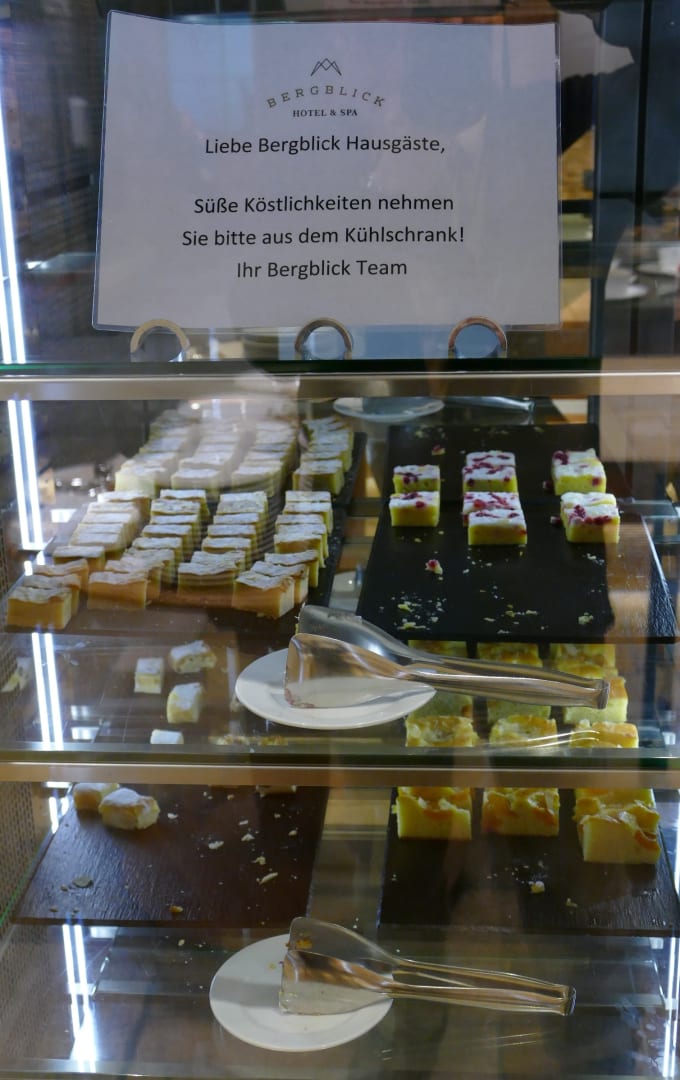 BERGBLICK
HOTEL & SPA
Liebe Bergblick Hausgäste,
Süße Köstlichkeiten nehmen
Sie bitte aus dem Kühlschrank!
Ihr Bergblick Team